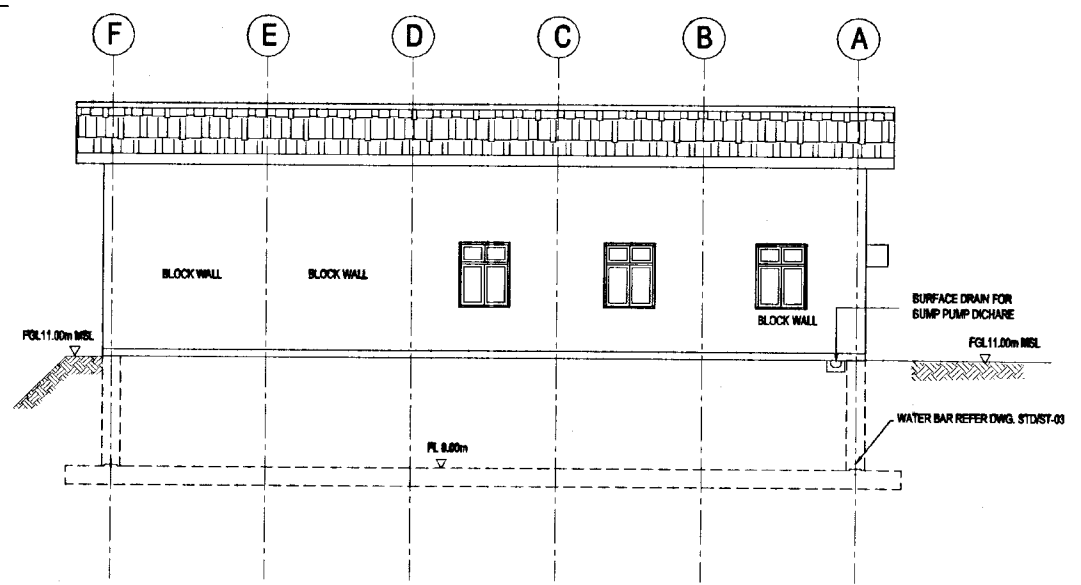 F
E
D
C
B
A
BLOCK WALL
BLOCK WALL
BLOCK WALL
SURFACE DRAIN FOR
SUMP PUMP DICHARE
FGL11.00m MSL
FGL11.00m MSL
WATER BAR REFER DWG. STD/ST-03
FL